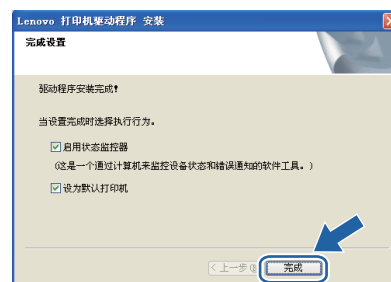 Lenovo 打印机驱动程序 安装
完成设置
驱动程序安装完成！
当设置完成时选择执行行为。
启用状态监控器
(这是一个通过计算机来监控设备状态和错误通知的软件工具。)
设为默认打印机
<上一步 完成